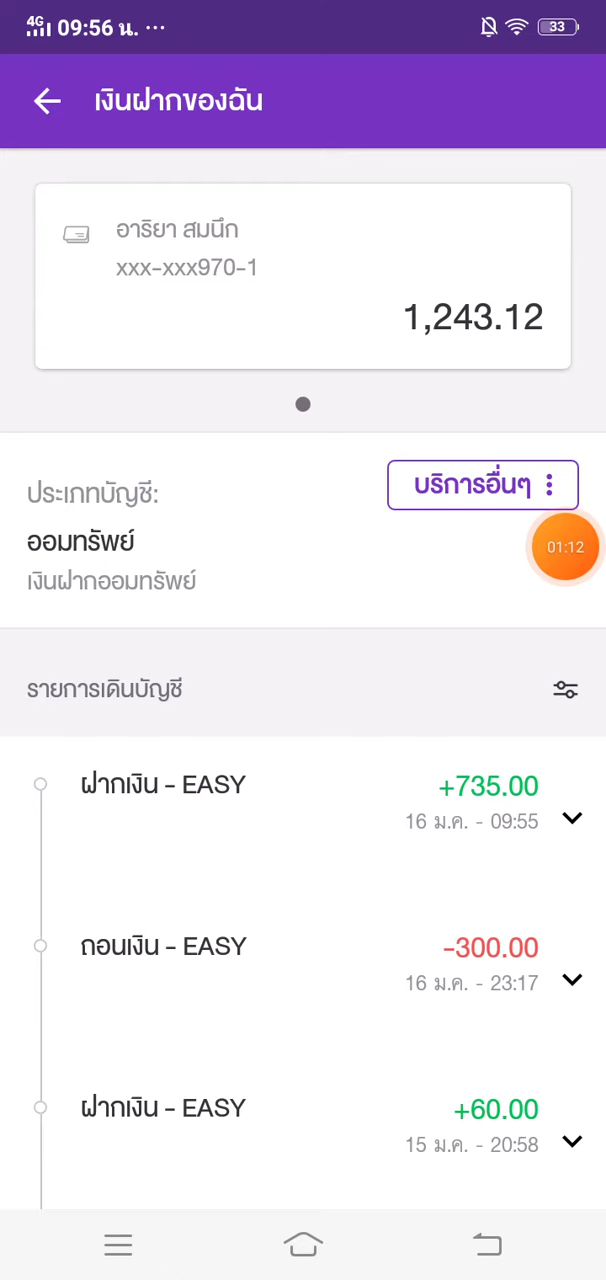 4G 09:56 น. ... 33
เงินฝากของฉัน
อาริยา สมนึก
xxx-xxx970-1
1,243.12
ประเภทบัญชี:
บริการอื่นๆ
ออมทรัพย์
01:12
เงินฝากออมทรัพย์
รายการเดินบัญชี
ฝากเงิน - EASY +735.00
16 ม.ค. - 09:55
ถอนเงิน - EASY -300.00
16 ม.ค. - 23:17
ฝากเงิน - EASY +60.00
15 ม.ค. - 20:58